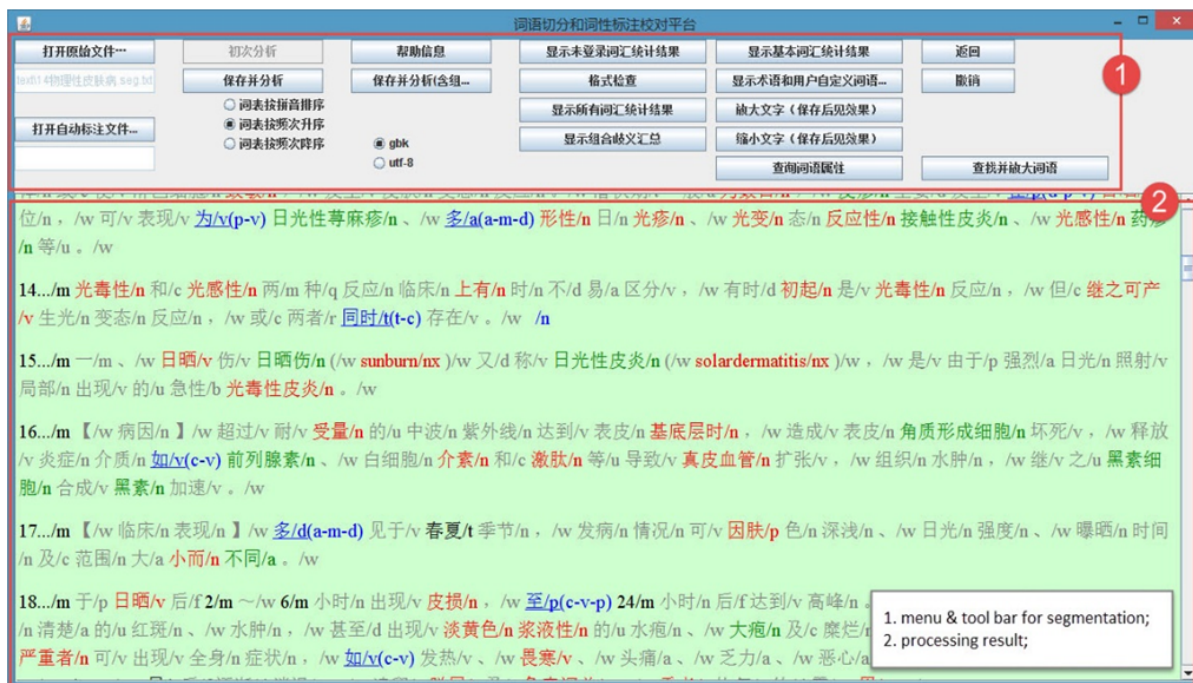 词语切分和词性标注校对平台
打开原始文件… 初次分析 帮助信息 显示未登录词汇统计结果 显示基本词汇统计结果 返回
text\14物理性皮肤病.seg.txt 保存并分析 保存并分析(含组... 格式检查 显示术语和用户自定义词语... 撤销
词表按拼音排序 显示所有词汇统计结果 放大文字（保存后见效果）
打开自动标注文件... 词表按频次升序
词表按频次降序 gbk 显示组合歧义汇总 缩小文字（保存后见效果）
utf-8 查询词语属性 查找并放大词语
1
2
位/n ，/w 可/v 表现/v 为/v(p-v) 日光性荨麻疹/n 、/w 多/a(a-m-d) 形性/n 日/n 光疹/n 、/w 光变/n 态/n 反应性/n 接触性皮炎/n 、/w 光感性/n 药疹
/n 等/u 。/w
14.../m 光毒性/n 和/c 光感性/n 两/m 种/q 反应/n 临床/n 上有/n 时/n 不/d 易/a 区分/v ，/w 有时/d 初起/n 是/v 光毒性/n 反应/n ，/w 但/c 继之可产
/v 生光/n 变态/n 反应/n ，/w 或/c 两者/r 同时/t(t-c) 存在/v 。/w /n
15.../m 一/m 、/w 日晒/v 伤/v 日晒伤/n (/w sunburn/nx )/w 又/d 称/v 日光性皮炎/n (/w solardermatitis/nx )/w ，/w 是/v 由于/p 强烈/a 日光/n 照射/v
局部/n 出现/v 的/u 急性/b 光毒性皮炎/n 。/w
16.../m 【/w 病因/n 】/w 超过/v 耐/v 受量/n 的/u 中波/n 紫外线/n 达到/v 表皮/n 基底层时/n ，/w 造成/v 表皮/n 角质形成细胞/n 坏死/v ，/w 释放
/v 炎症/n 介质/n 如/v(c-v) 前列腺素/n 、/w 白细胞/n 介素/n 和/c 激肽/n 等/u 导致/v 真皮血管/n 扩张/v ，/w 组织/n 水肿/n ，/w 继/v 之/u 黑素细
胞/n 合成/v 黑素/n 加速/v 。/w
17.../m 【/w 临床/n 表现/n 】/w 多/d(a-m-d) 见于/v 春夏/t 季节/n ，/w 发病/n 情况/n 可/v 因肤/p 色/n 深浅/n 、/w 日光/n 强度/n 、/w 曝晒/n 时间
/n 及/c 范围/n 大/a 小而/n 不同/a 。/w
18.../m 于/p 日晒/v 后/f 2/m ～/w 6/m 小时/n 出现/v 皮损/n ，/w 至/p(c-v-p) 24/m 小时/n 后/f 达到/v 高峰/n 。
/n 清楚/a 的/u 红斑/n 、/w 水肿/n ，/w 甚至/d 出现/v 淡黄色/n 浆液性/n 的/u 水疱/n 、/w 大疱/n 及/c 糜烂/
严重者/n 可/v 出现/v 全身/n 症状/n ，/w 如/v(c-v) 发热/v 、/w 畏寒/v 、/w 头痛/a 、/w 乏力/a 、/w 恶心/a
1. menu & tool bar for segmentation;
2. processing result;